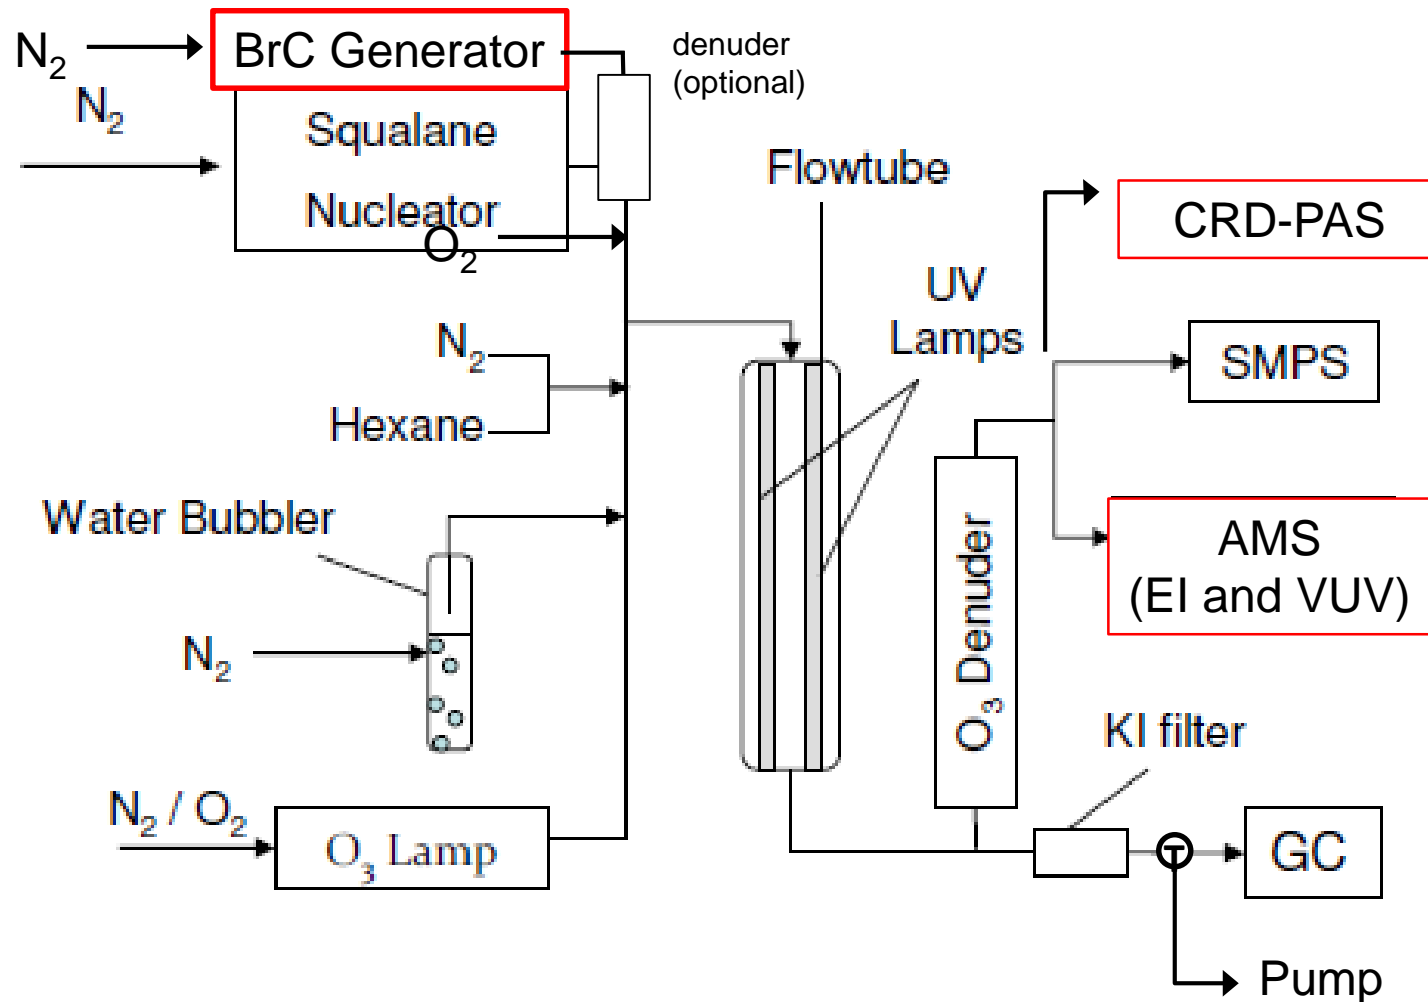 N₂
BrC Generator
denuder
(optional)
N₂
Squalane
Nucleator
O₂
Flowtube
CRD-PAS
UV
Lamps
N₂
Hexane
SMPS
Water Bubbler
N₂
AMS
(EI and VUV)
O₃ Denuder
KI filter
N₂ / O₂
O₃ Lamp
T
GC
Pump